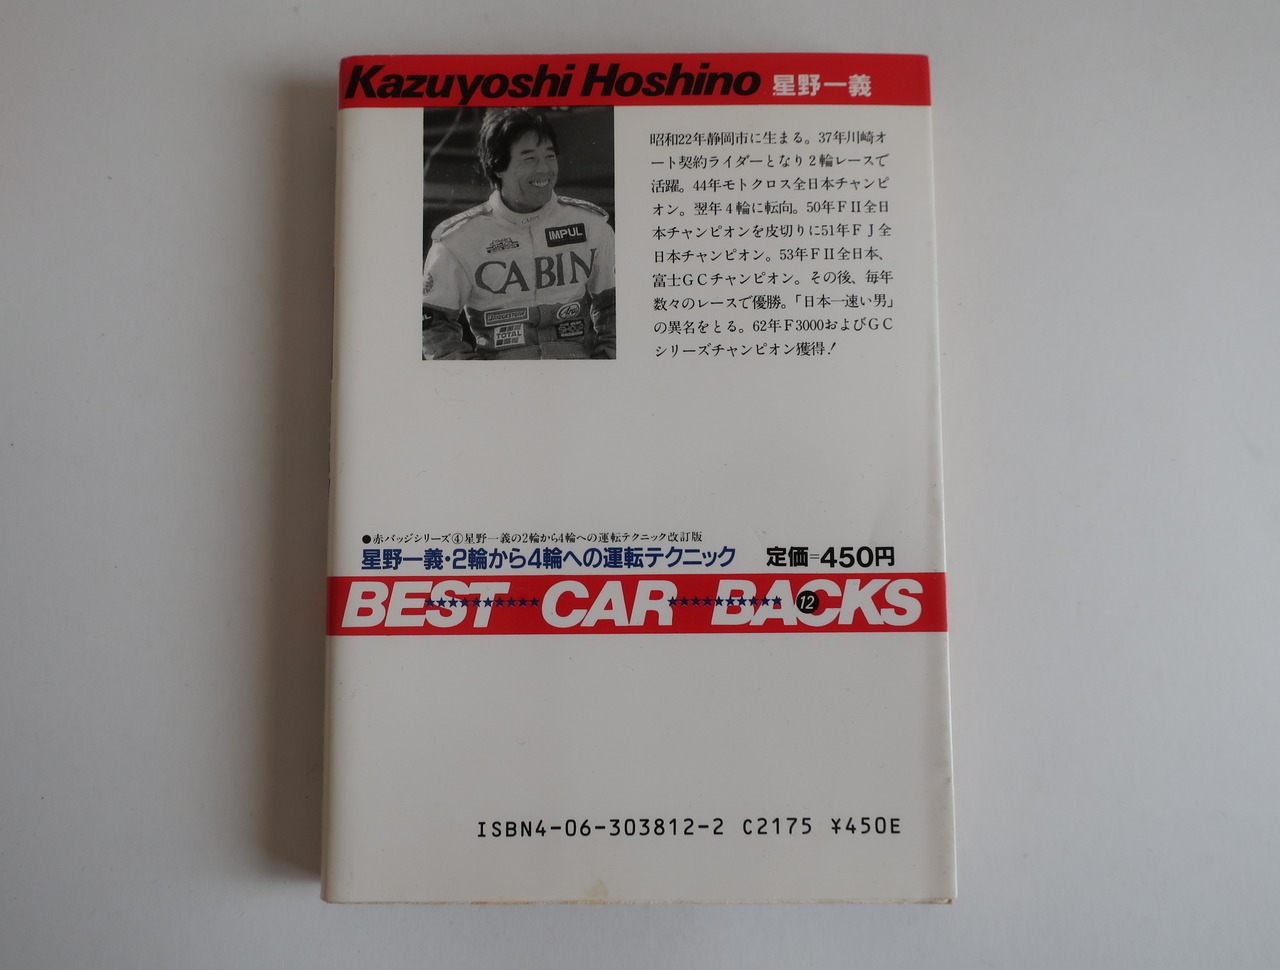 Kazuyoshi Hoshino 星野一義
昭和22年静岡市に生まる。37年川崎オ
ート契約ライダーとなり2輪レースで
活躍。44年モトクロス全日本チャンピ
オン。翌年4輪に転向。50年FⅡ全日
本チャンピオンを皮切りに51年FJ全
日本チャンピオン。53年FⅡ全日本、
富士GCチャンピオン。その後、毎年
数々のレースで優勝。「日本一速い男」
の異名をとる。62年F3000およびGC
シリーズチャンピオン獲得!
IMPUL
CABIN
BRIDGESTONE
TOTAL
●赤バッジシリーズ④星野一義の2輪から4輪への運転テクニック改訂版
星野一義・2輪から4輪への運転テクニック 定価=450円
BEST CAR BACKS
12
ISBN4-06-303812-2 C2175 ¥450E